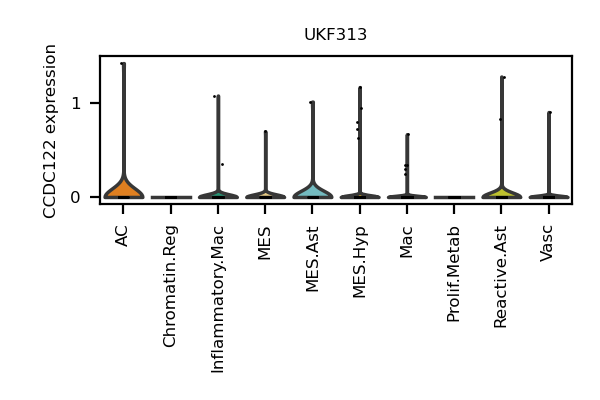 UKF313
CCDC122 expression
1
0
AC
Chromatin.Reg
Inflammatory.Mac
MES
MES.Ast
MES.Hyp
Mac
Prolif.Metab
Reactive.Ast
Vasc